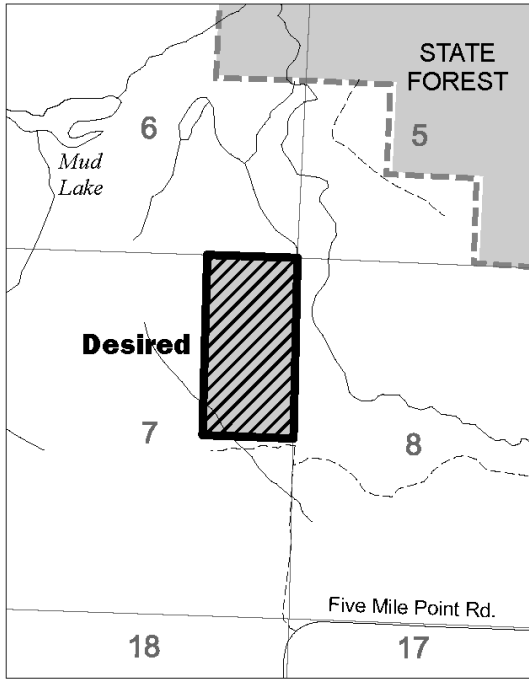 STATE
FOREST
6
5
Mud
Lake
Desired
7
8
Five Mile Point Rd.
18
17